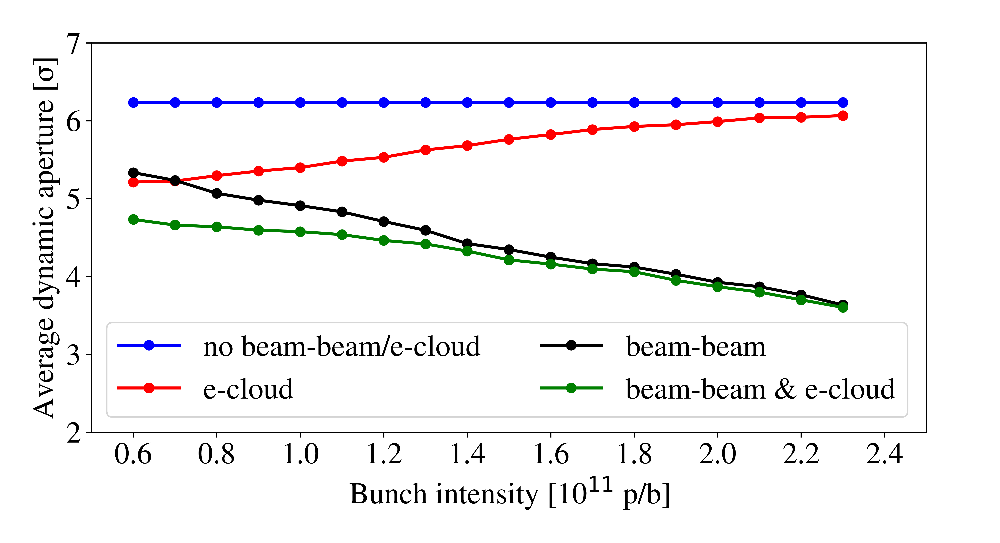 Average dynamic aperture [σ]
7
6
5
4
3
2
no beam-beam/e-cloud
e-cloud
beam-beam
beam-beam & e-cloud
0.6 0.8 1.0 1.2 1.4 1.6 1.8 2.0 2.2 2.4
Bunch intensity [10¹¹ p/b]